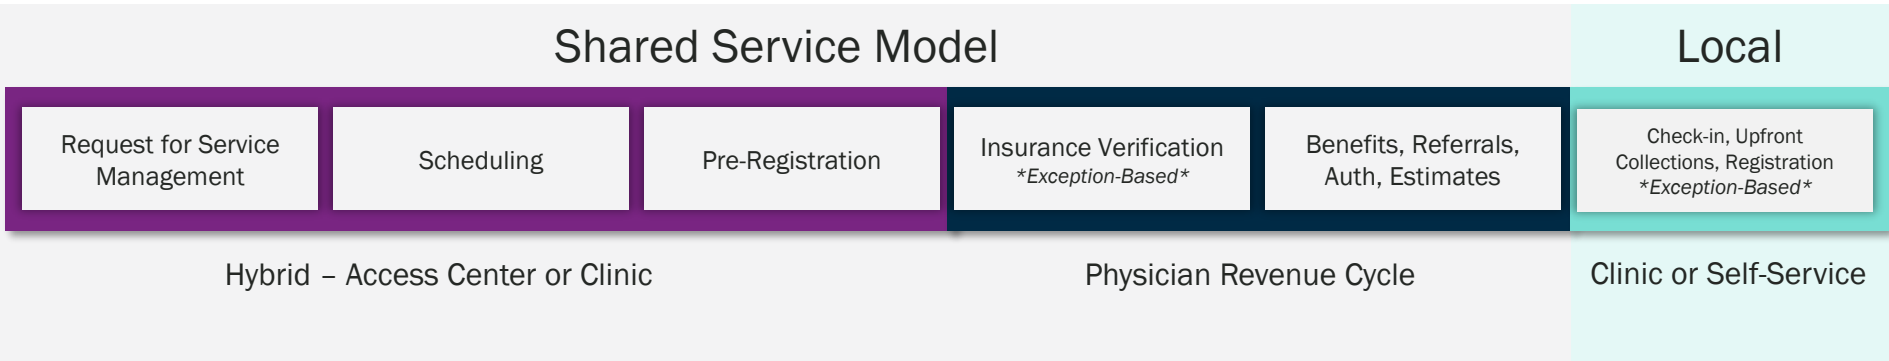 Shared Service Model
Local
Request for Service
Management
Scheduling
Pre-Registration
Insurance Verification
*Exception-Based*
Benefits, Referrals,
Auth, Estimates
Check-in, Upfront
Collections, Registration
*Exception-Based*
Hybrid – Access Center or Clinic
Physician Revenue Cycle
Clinic or Self-Service